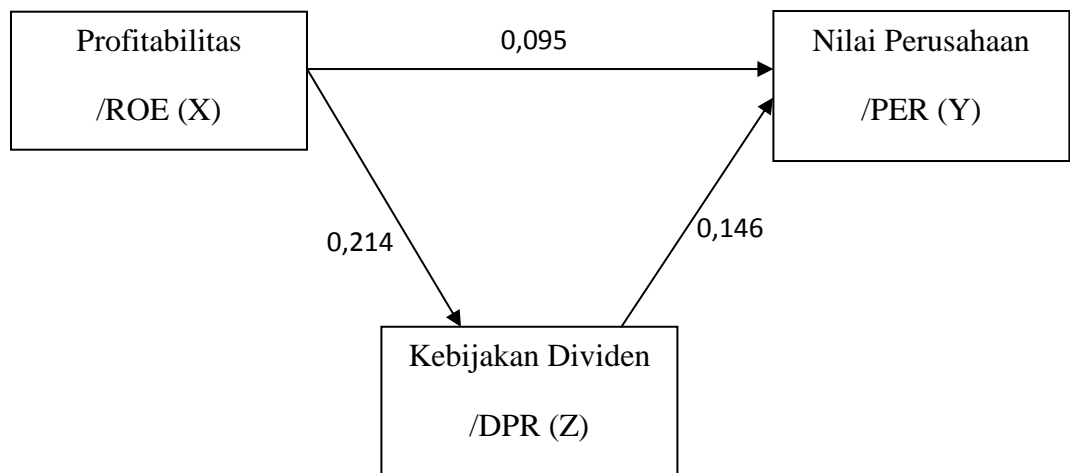 Profitabilitas
/ROE (X)
0,095
Nilai Perusahaan
/PER (Y)
0,214
0,146
Kebijakan Dividen
/DPR (Z)